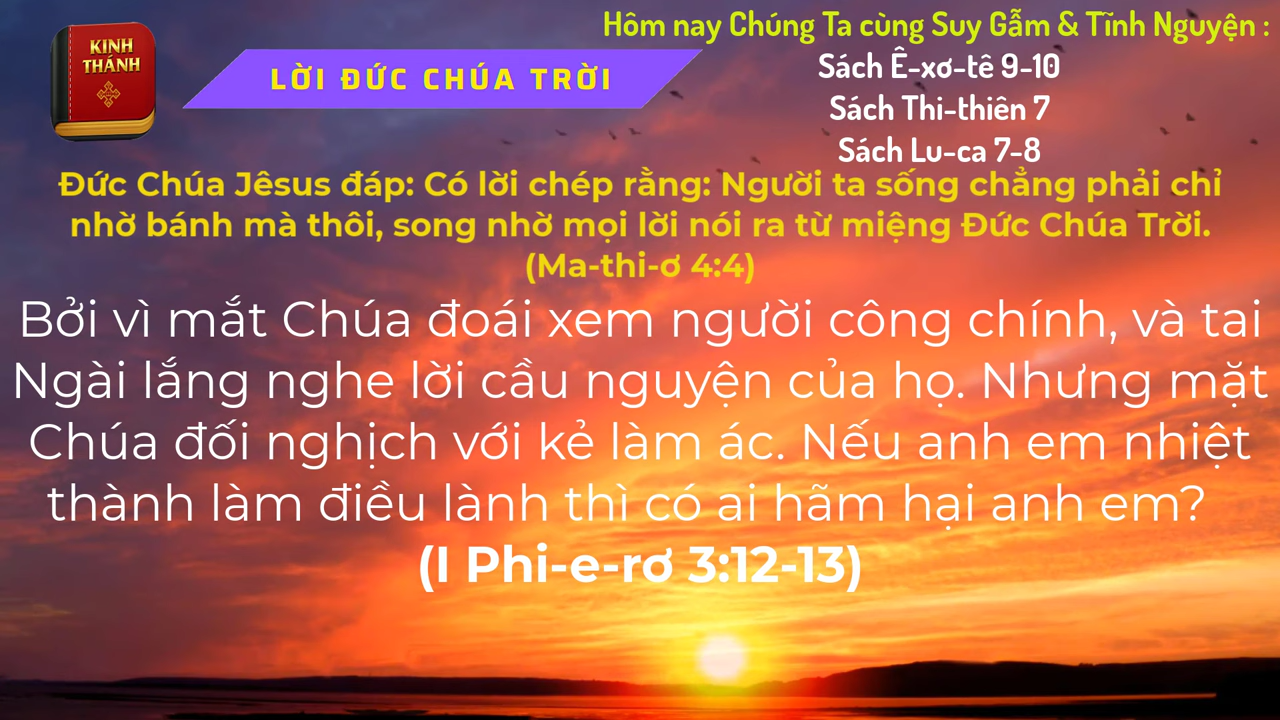 KINH
THÁNH
LỜI ĐỨC CHÚA TRỜI
Hôm nay Chúng Ta cùng Suy Gẫm & Tĩnh Nguyện :
Sách Ê-xơ-tê 9-10
Sách Thi-thiên 7
Sách Lu-ca 7-8
Đức Chúa Jêsus đáp: Có lời chép rằng: Người ta sống chẳng phải chỉ
nhờ bánh mà thôi, song nhờ mọi lời nói ra từ miệng Đức Chúa Trời.
(Ma-thi-ơ 4:4)
Bởi vì mắt Chúa đoái xem người công chính, và tai
Ngài lắng nghe lời cầu nguyện của họ. Nhưng mặt
Chúa đối nghịch với kẻ làm ác. Nếu anh em nhiệt
thành làm điều lành thì có ai hãm hại anh em?
(I Phi-e-rơ 3:12-13)